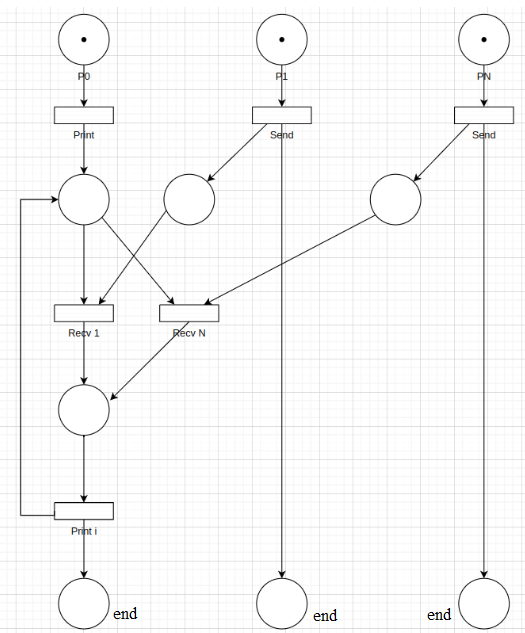 P0
P1
PN
Print
Send
Send
Recv 1
Recv N
Print i
end
end
end